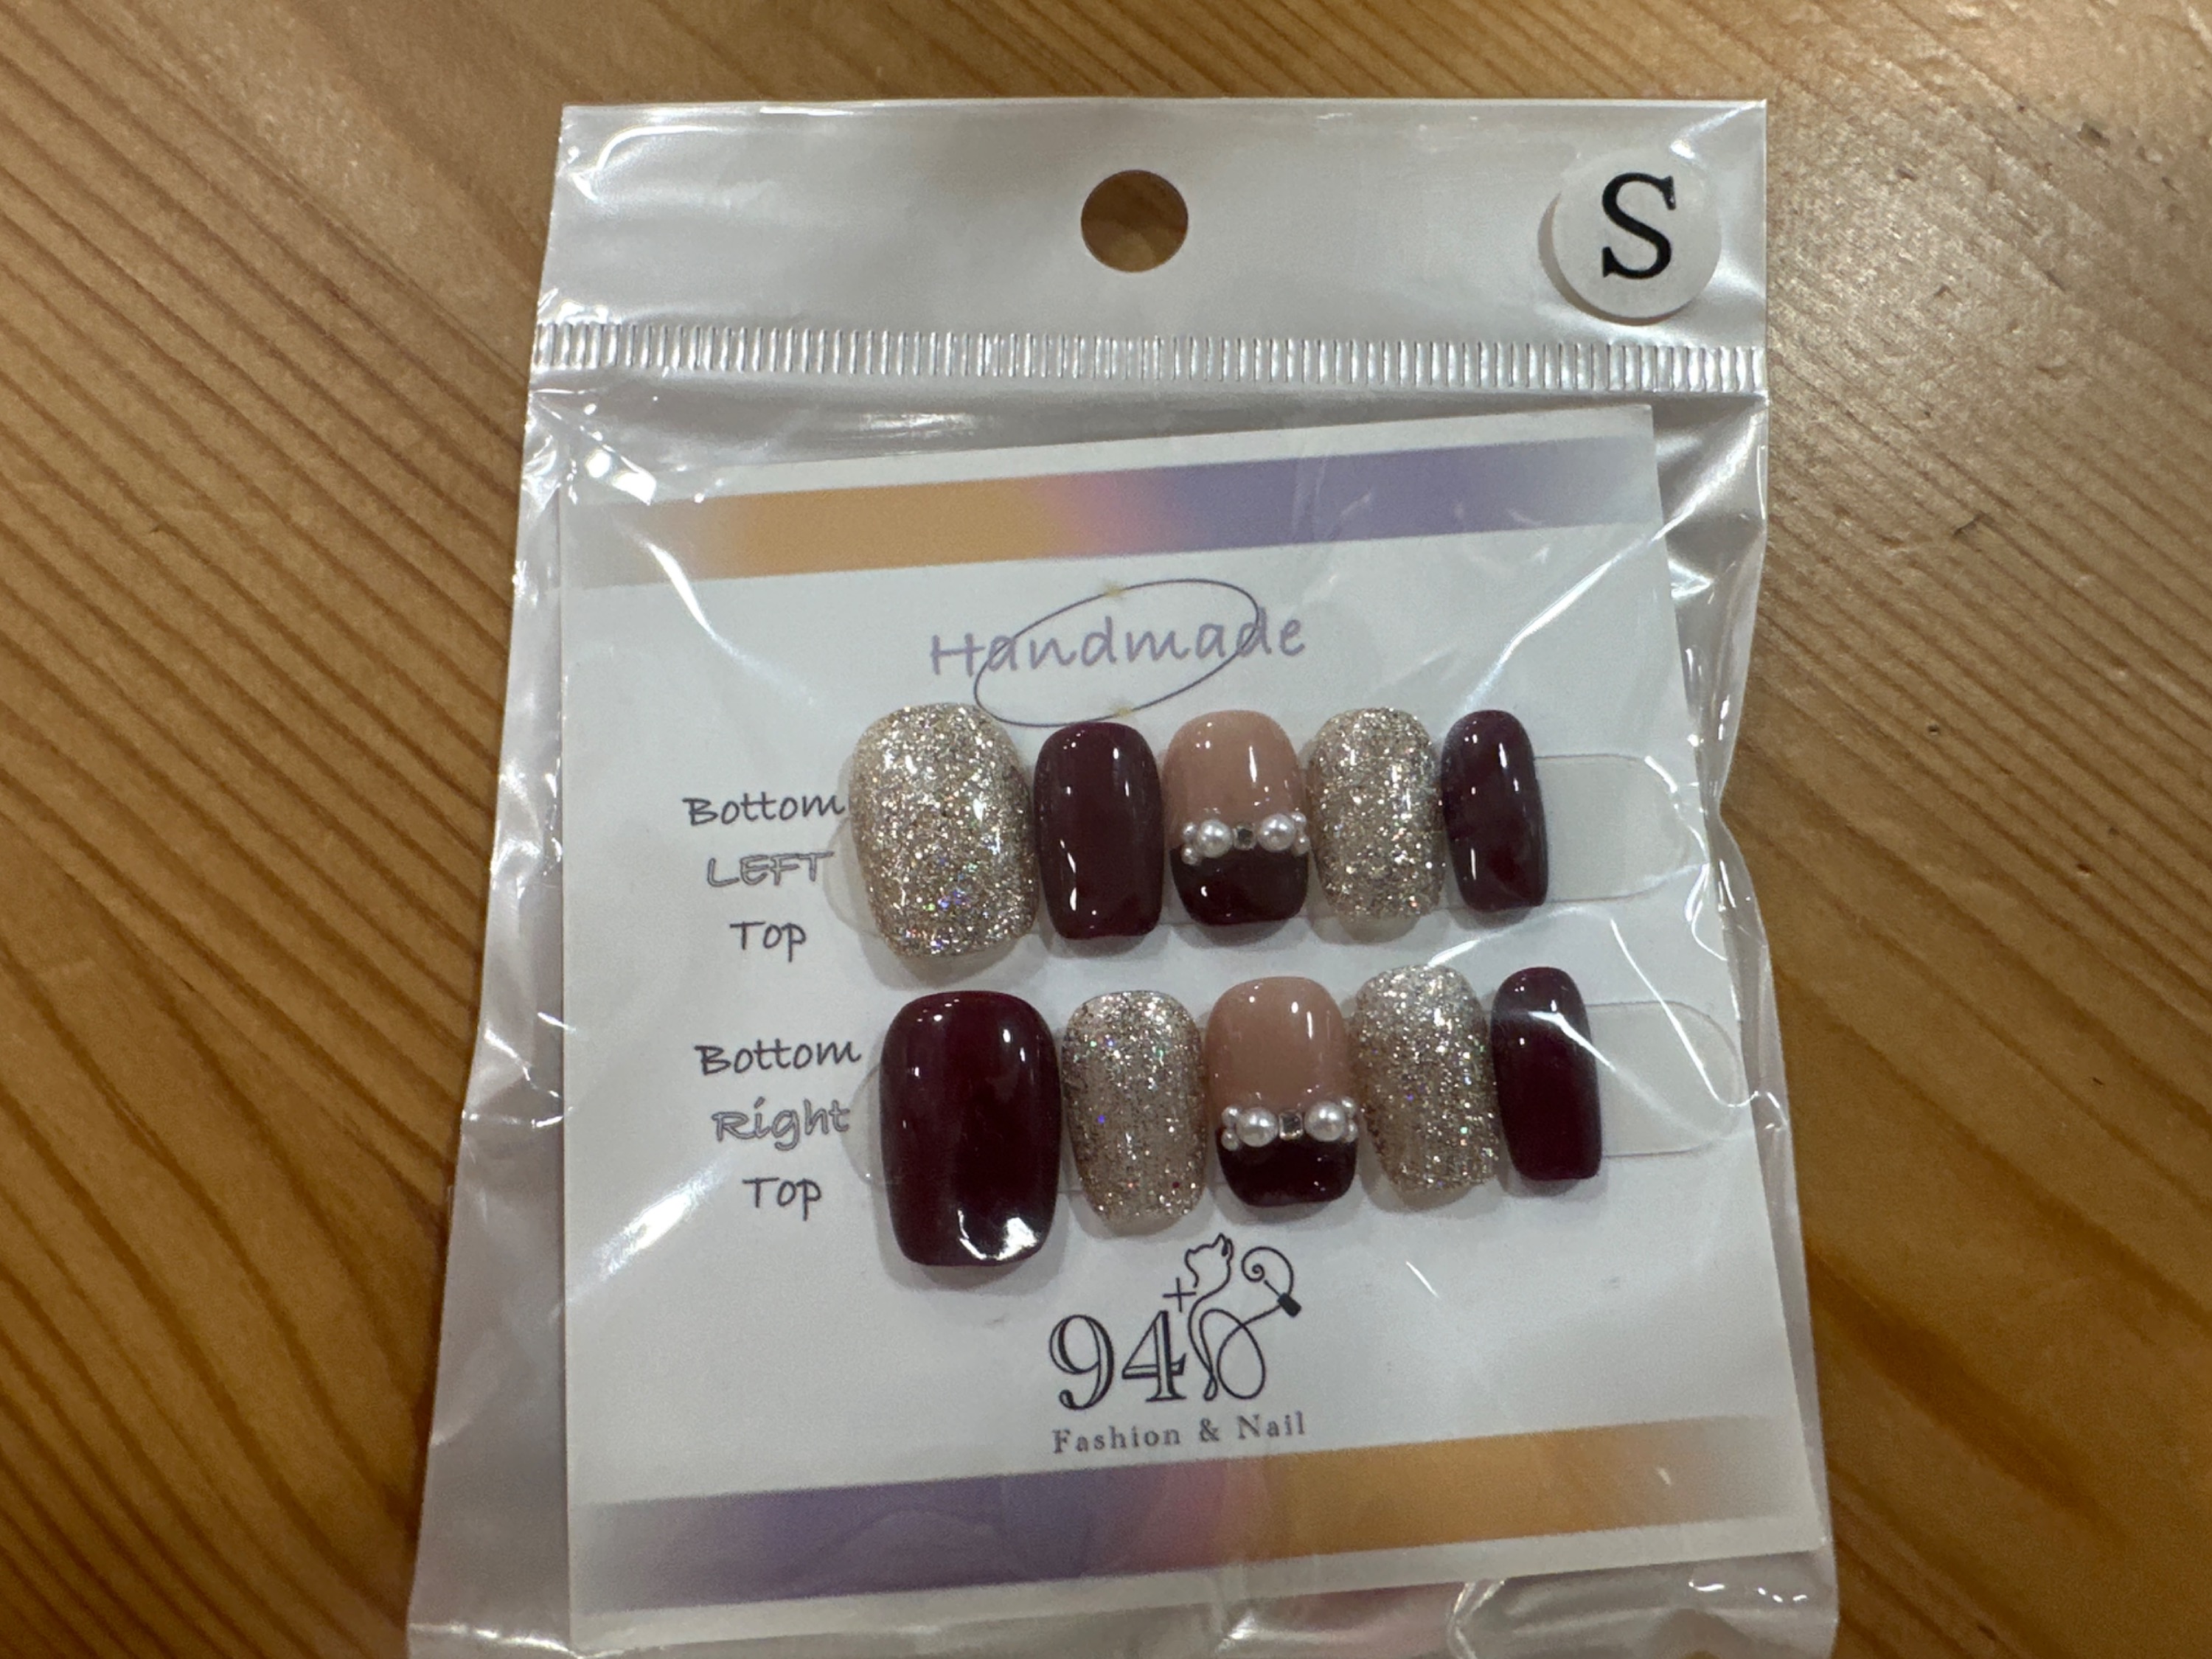 S
Handmade
Bottom
LEFT
Top
Bottom
Right
Top
94
Fashion & Nail